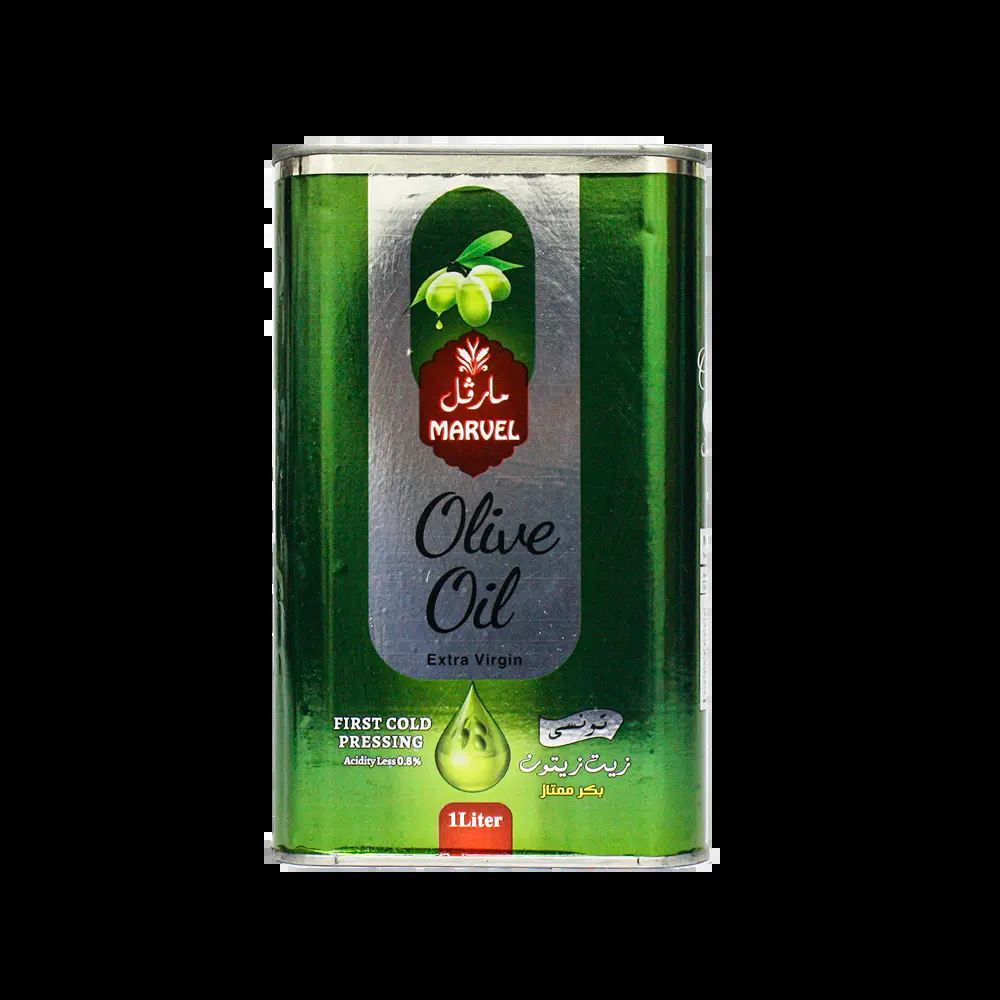 مارڤل
MARVEL
Olive
Oil
Extra Virgin
FIRST COLD
PRESSING
Acidity Less 0.8%
تونسي
زيت زيتون
بكر ممتاز
1Liter